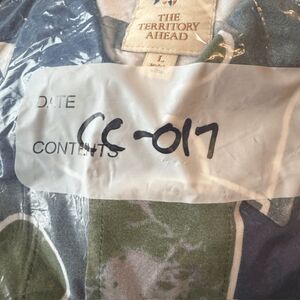 THE
TERRITORY
AHEAD
L
DATE
CC-017
CONTENTS